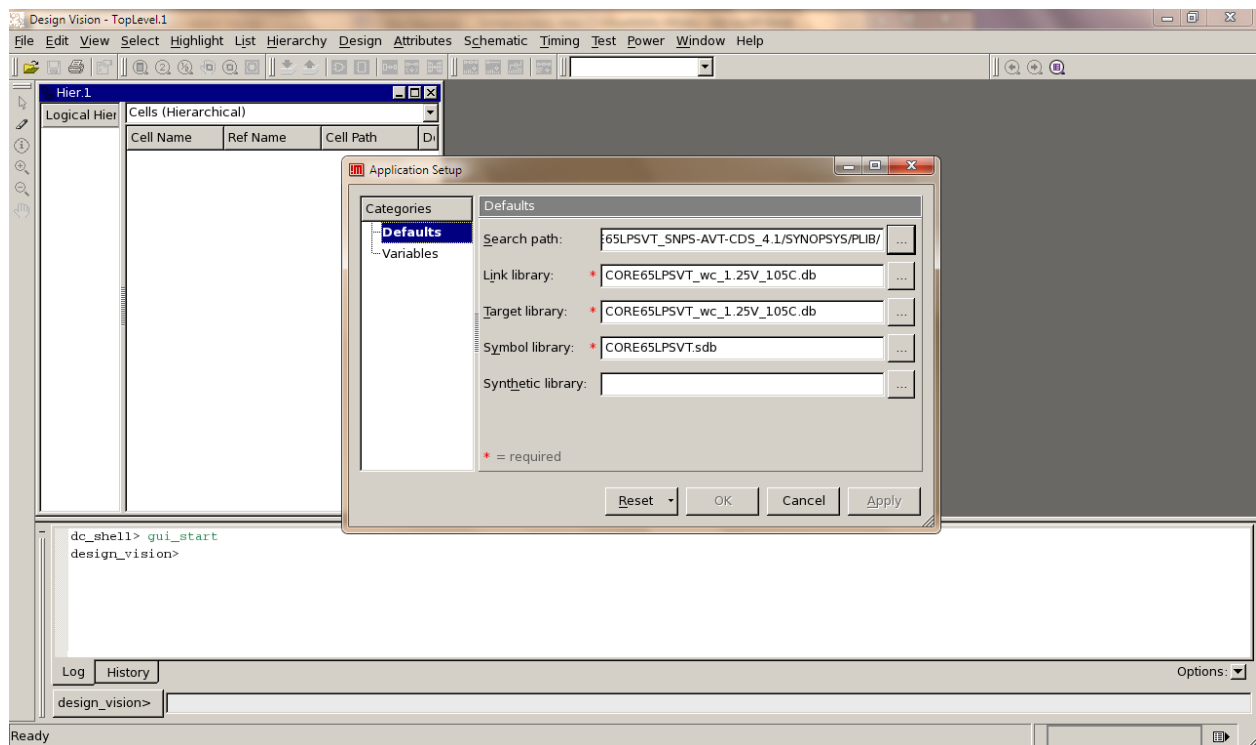 Design Vision - TopLevel.1
File Edit View Select Highlight List Hierarchy Design Attributes Schematic Timing Test Power Window Help
Hier.1
Logical Hier Cells (Hierarchical)
Cell Name Ref Name Cell Path
Application Setup
Categories
Defaults
Variables
Defaults
Search path: 65LPSVT_SNPS-AVT-CDS_4.1/SYNOPSYS/PLIB/ ...
Link library: * CORE65LPSVT_wc_1.25V_105C.db ...
Target library: * CORE65LPSVT_wc_1.25V_105C.db ...
Symbol library: * CORE65LPSVT.sdb ...
Synthetic library: ...
* = required
Reset OK Cancel Apply
dc_shell> gui_start
design_vision>
Log History Options:
design_vision>
Ready